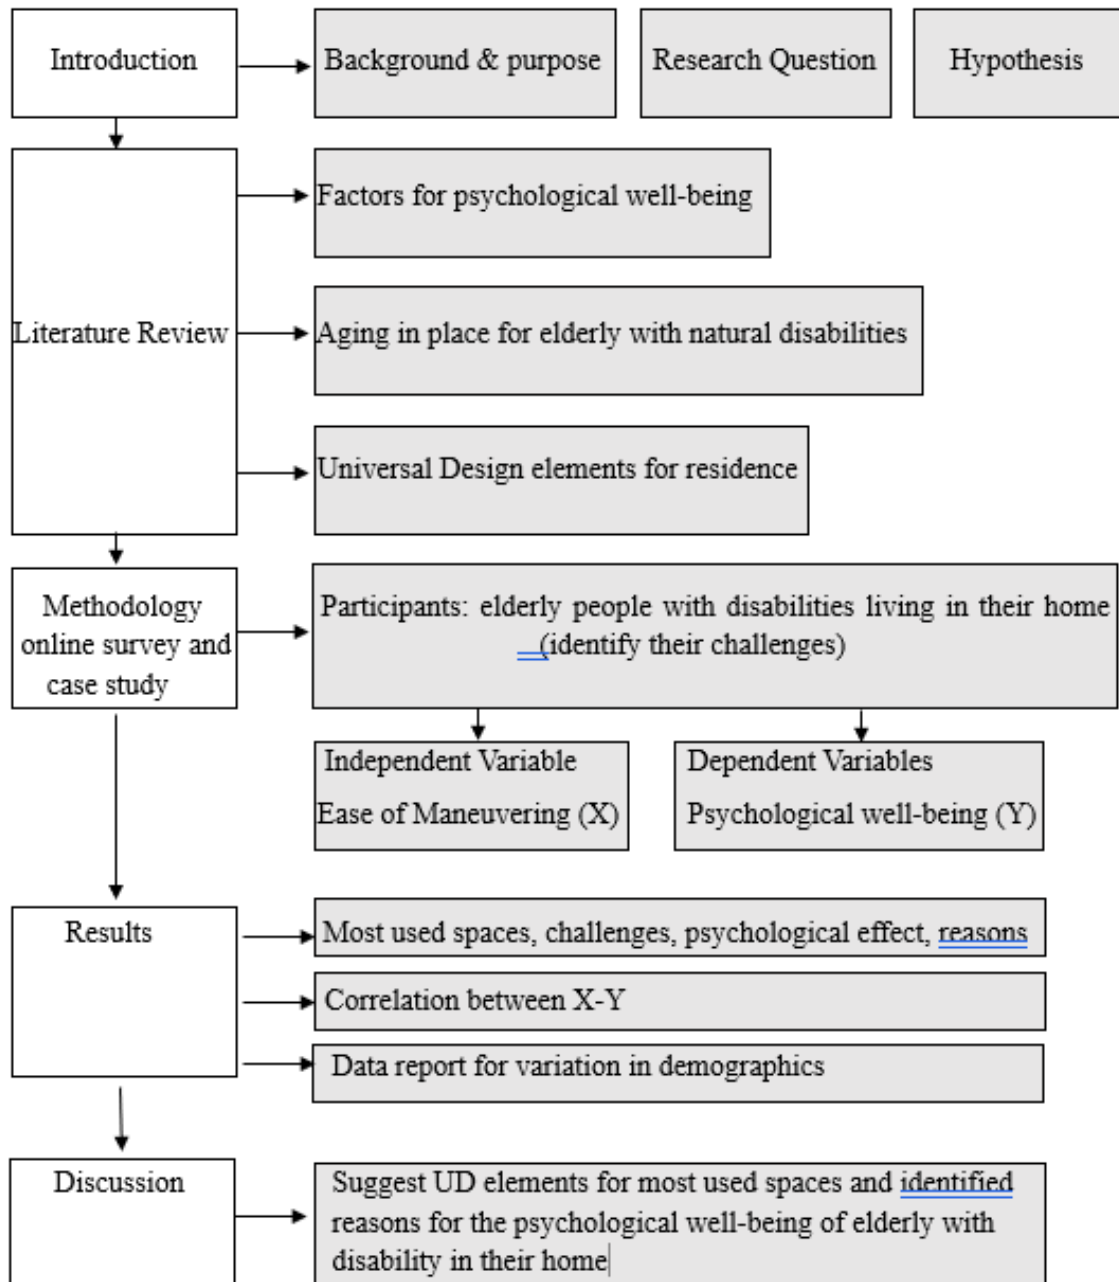 Introduction
Background & purpose
Research Question
Hypothesis
Literature Review
Factors for psychological well-being
Aging in place for elderly with natural disabilities
Universal Design elements for residence
Methodology
online survey and
case study
Participants: elderly people with disabilities living in their home
(identify their challenges)
Independent Variable
Ease of Maneuvering (X)
Dependent Variables
Psychological well-being (Y)
Results
Most used spaces, challenges, psychological effect, reasons
Correlation between X-Y
Data report for variation in demographics
Discussion
Suggest UD elements for most used spaces and identified
reasons for the psychological well-being of elderly with
disability in their home